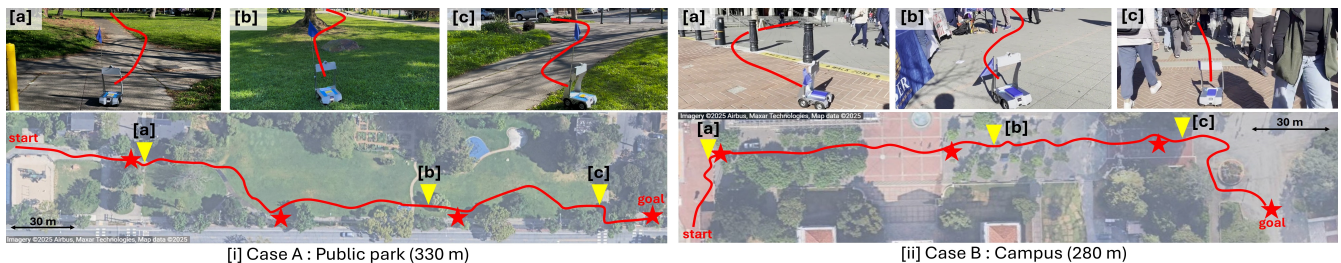 [a]
[b]
[c]
start
[a]
[b]
[c]
goal
30 m
Imagery ©2025 Airbus, Maxar Technologies, Map data ©2025
[i] Case A : Public park (330 m)
[a]
[b]
[c]
Imagery ©2025 Airbus, Maxar Technologies, Map data ©2025
[a]
[b]
[c]
30 m
start
goal
[ii] Case B : Campus (280 m)